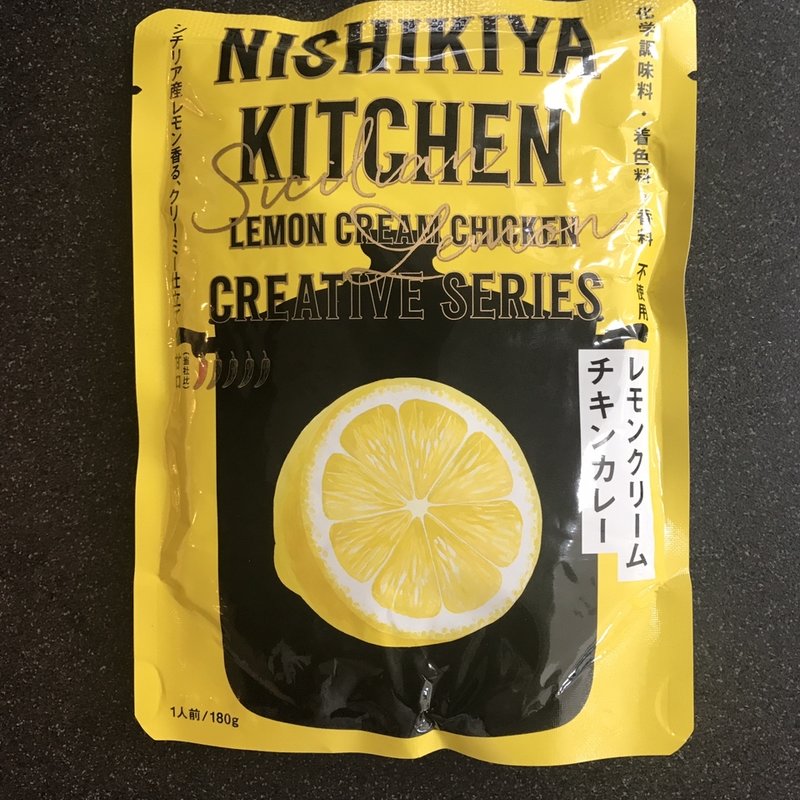 NISHIKIYA
KITCHEN
Sicilian
Lemon
LEMON CREAM CHICKEN
CREATIVE SERIES
化学調味料・着色料・香料 不使用
シチリア産レモン香る、クリーミー仕立て
(当社比)
甘口
レモンクリーム
チキンカレー
1人前/180g